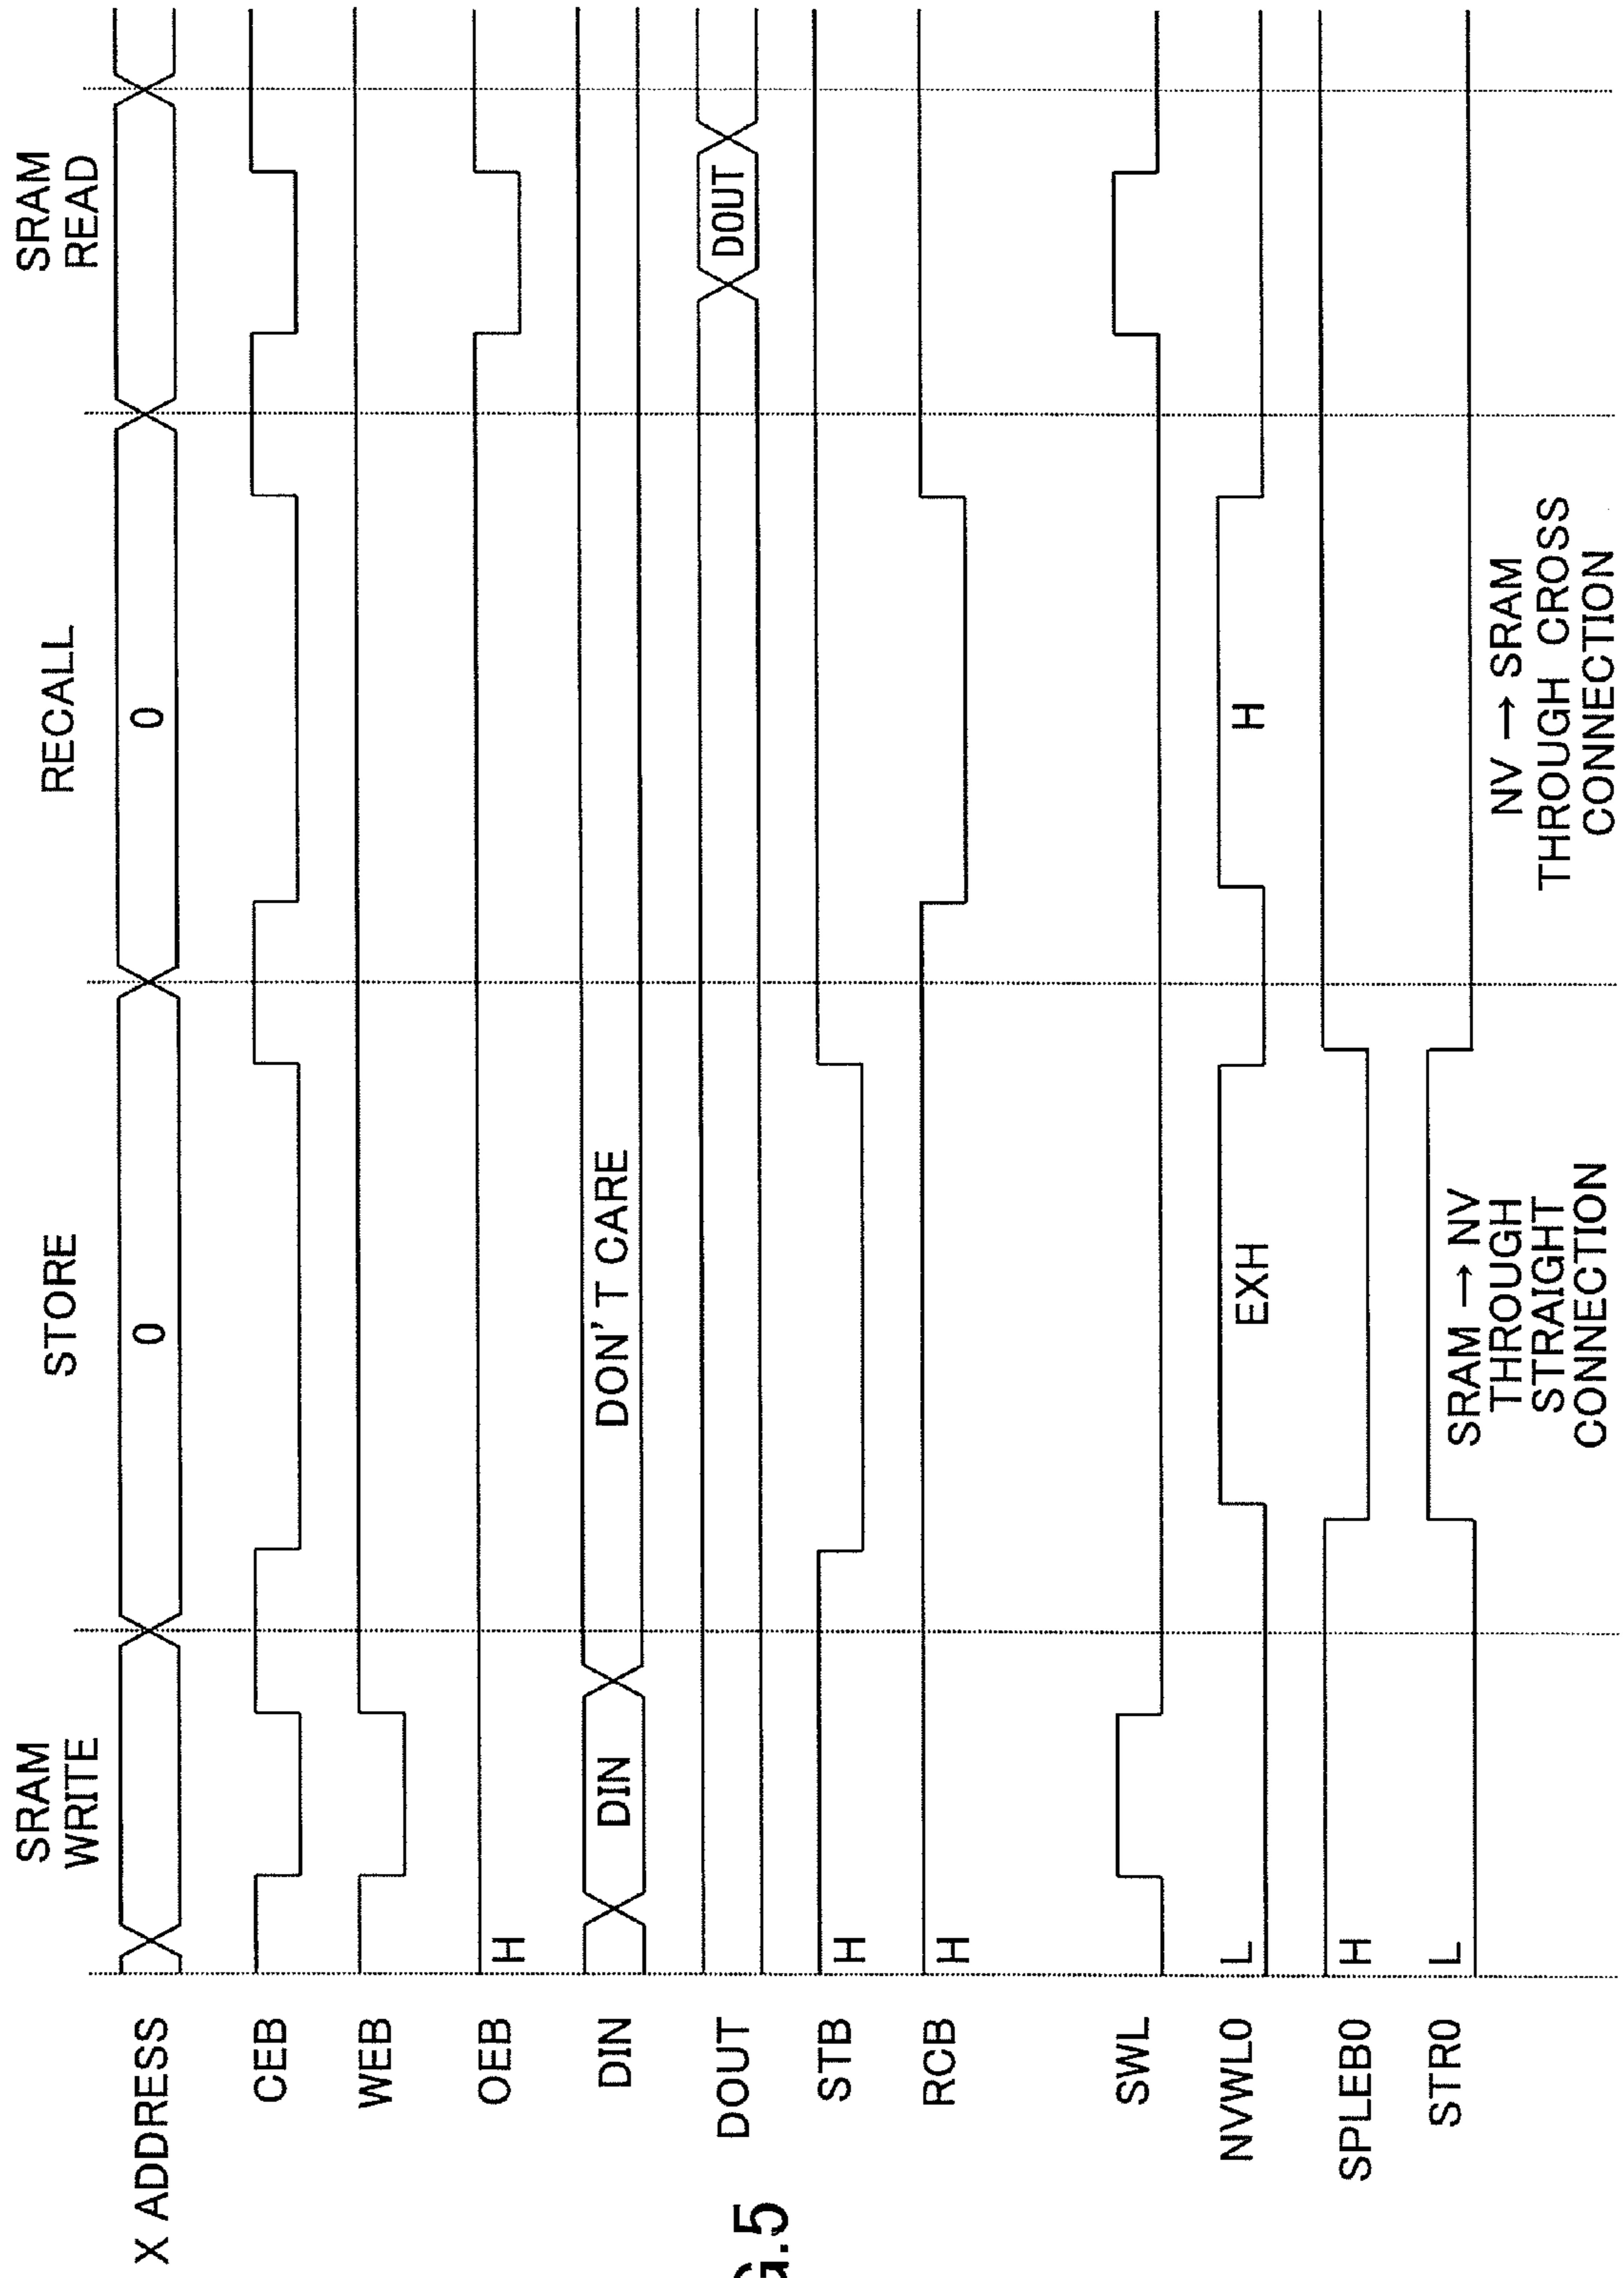 SRAM
WRITE
STORE
RECALL
SRAM
READ
X ADDRESS
0
0
CEB
WEB
OEB
H
DIN
DIN
DON'T CARE
DOUT
DOUT
STB
H
RCB
H
SWL
NVWL0
L
EXH
H
SPLEB0
H
STR0
L
SRAM → NV
THROUGH
STRAIGHT
CONNECTION
NV → SRAM
THROUGH CROSS
CONNECTION
G.5